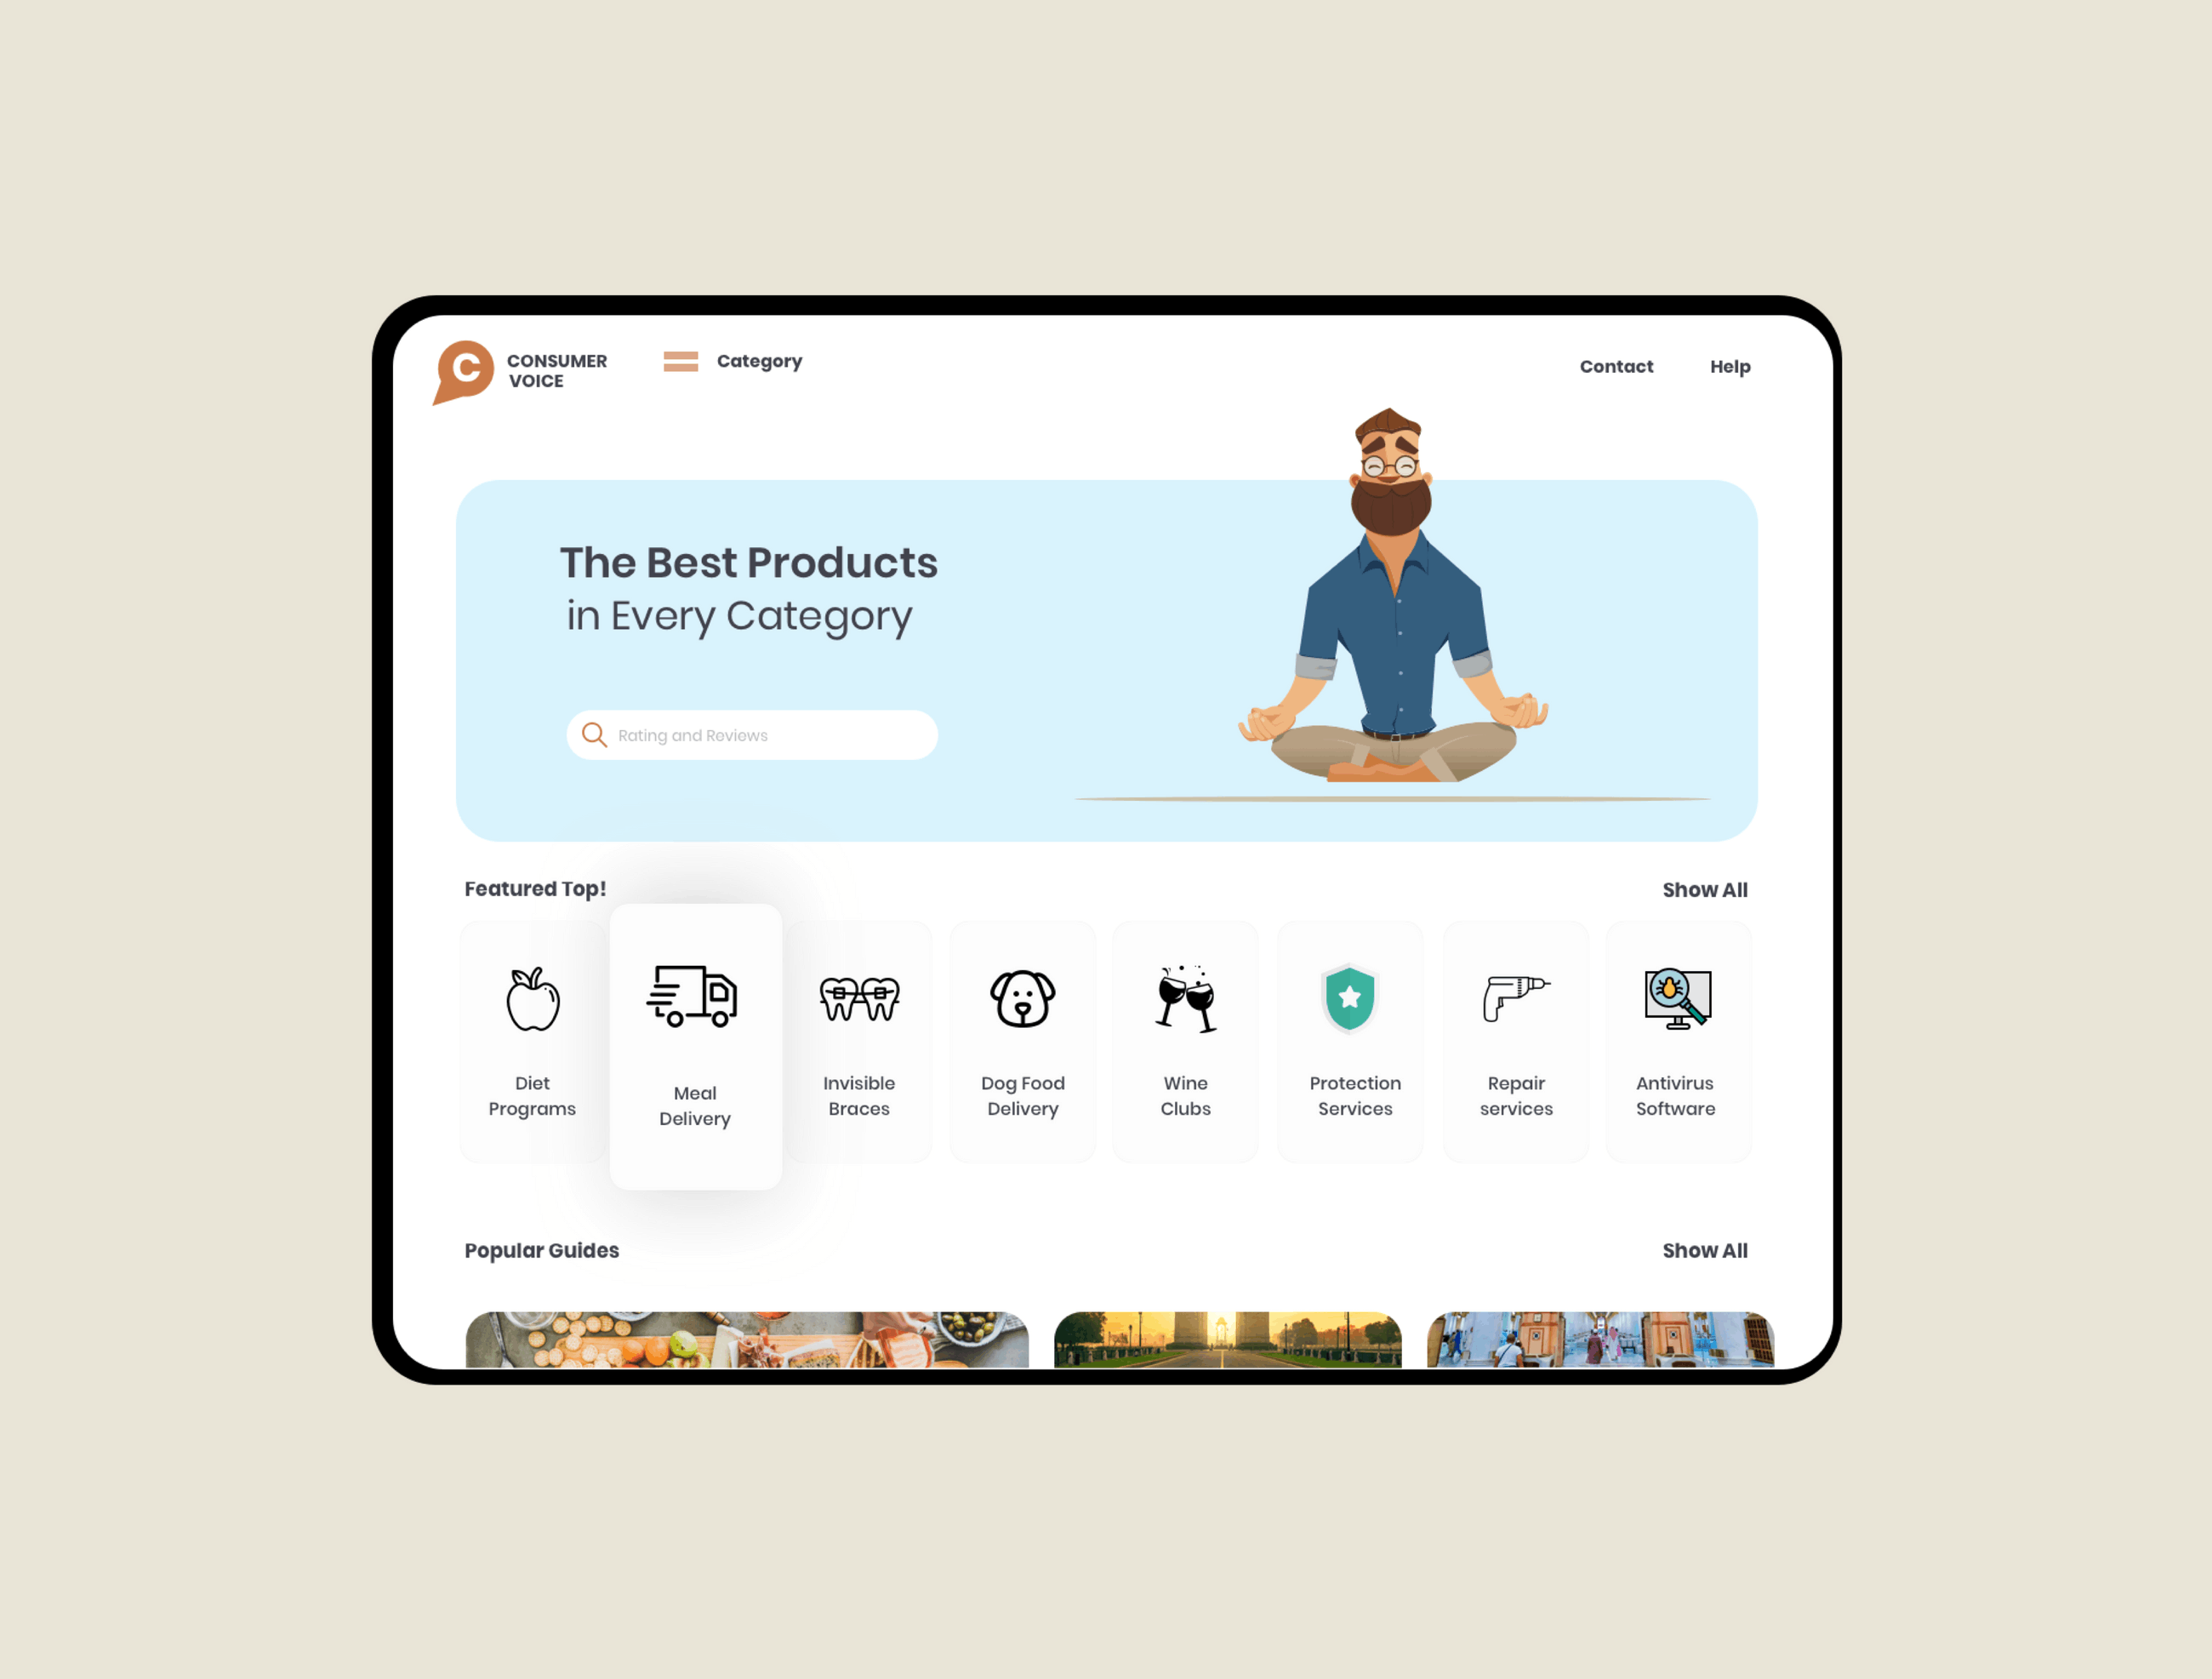 CONSUMER
VOICE
Category
Contact
Help
The Best Products
in Every Category
Rating and Reviews
Featured Top!
Show All
Diet
Programs
Meal
Delivery
Invisible
Braces
Dog Food
Delivery
Wine
Clubs
Protection
Services
Repair
services
Antivirus
Software
Popular Guides
Show All